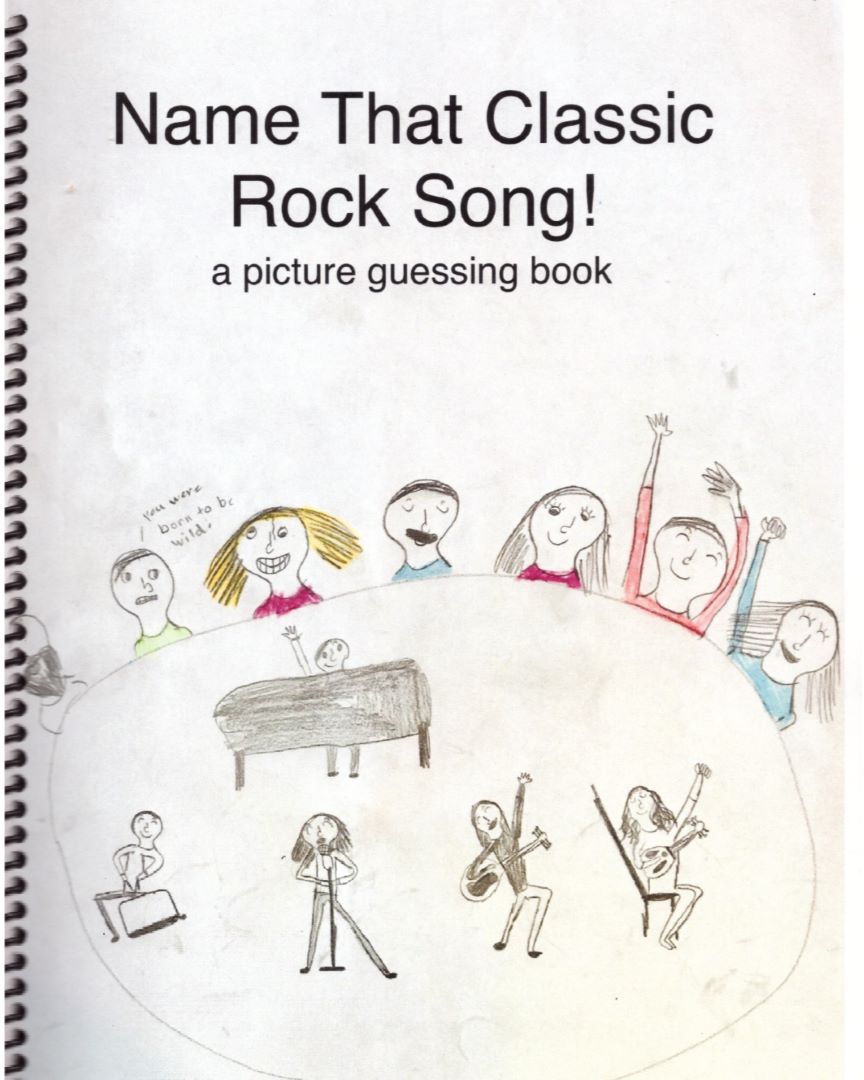 Name That Classic
Rock Song!
a picture guessing book
you were
born to be
wild.